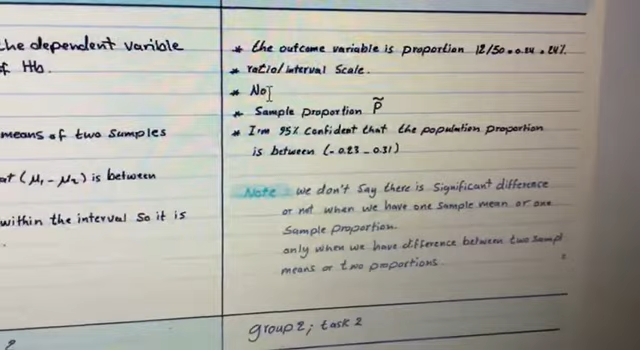 the dependent varible
f Hb.
means of two samples
at (μ₁ - μ₂) is between
within the interval so it is
* the outcome variable is proportion 12/50 = 0.24 = 24%
* ratio/interval Scale.
* No
* Sample proportion p̃
* I'm 95% Confident that the population proportion
is between (-0.23 _ 0.31)
Note: we don't Say there is Significant difference
or not when we have one sample mean or one
Sample proportion.
only when we have difference between two sampl
means or two proportions.
group 2; task 2